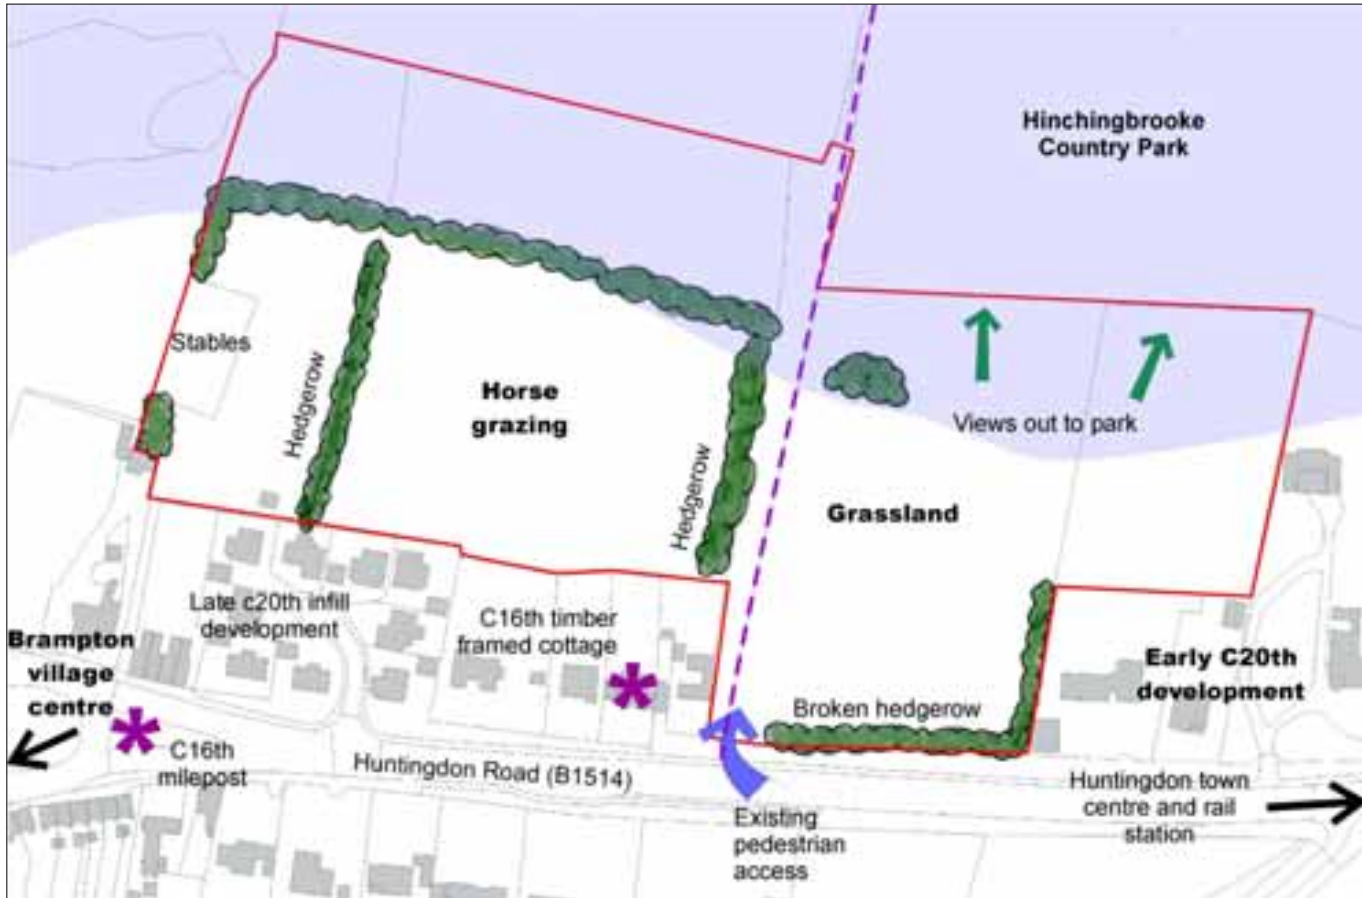 Hinchingbrooke
Country Park
Stables
Hedgerow
Horse
grazing
Hedgerow
Views out to park
Grassland
Late c20th infill
development
C16th timber
framed cottage
Brampton
village
centre
Early C20th
development
Broken hedgerow
C16th
milepost
Huntingdon Road (B1514)
Existing
pedestrian
access
Huntingdon town
centre and rail
station